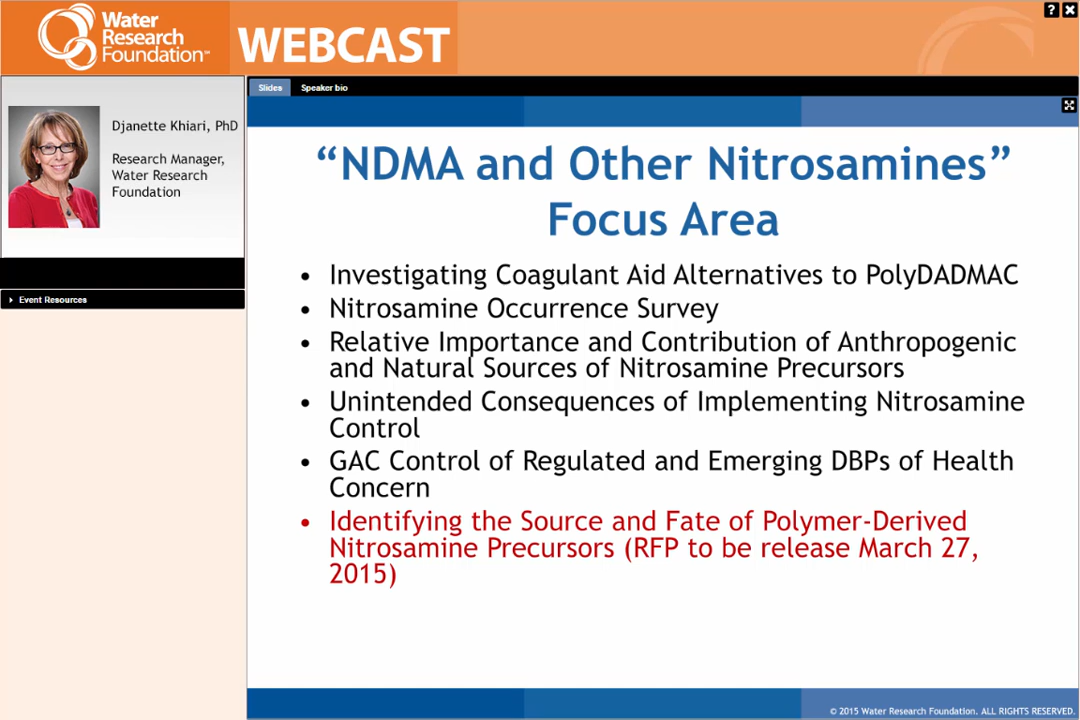 Water
Research
Foundation™
WEBCAST
? ×
Djanette Khiari, PhD
Research Manager,
Water Research
Foundation
Event Resources
Slides Speaker bio
“NDMA and Other Nitrosamines”
Focus Area
• Investigating Coagulant Aid Alternatives to PolyDADMAC
• Nitrosamine Occurrence Survey
• Relative Importance and Contribution of Anthropogenic
and Natural Sources of Nitrosamine Precursors
• Unintended Consequences of Implementing Nitrosamine
Control
• GAC Control of Regulated and Emerging DBPs of Health
Concern
• Identifying the Source and Fate of Polymer-Derived
Nitrosamine Precursors (RFP to be release March 27,
2015)
© 2015 Water Research Foundation. ALL RIGHTS RESERVED.